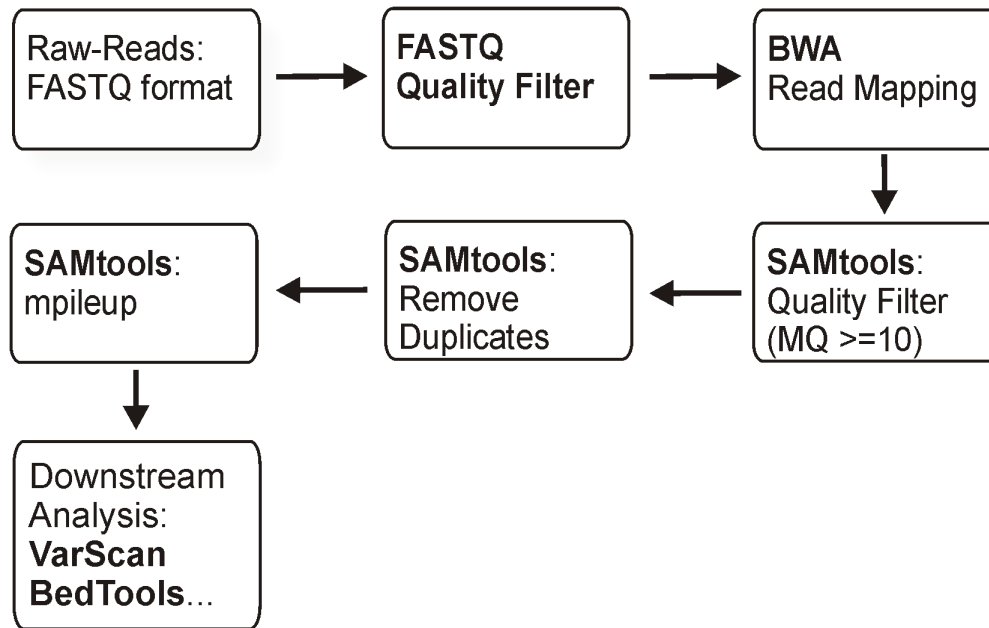 Raw-Reads:
FASTQ format
FASTQ
Quality Filter
BWA
Read Mapping
SAMtools:
Quality Filter
(MQ >=10)
SAMtools:
Remove
Duplicates
SAMtools:
mpileup
Downstream
Analysis:
VarScan
BedTools...